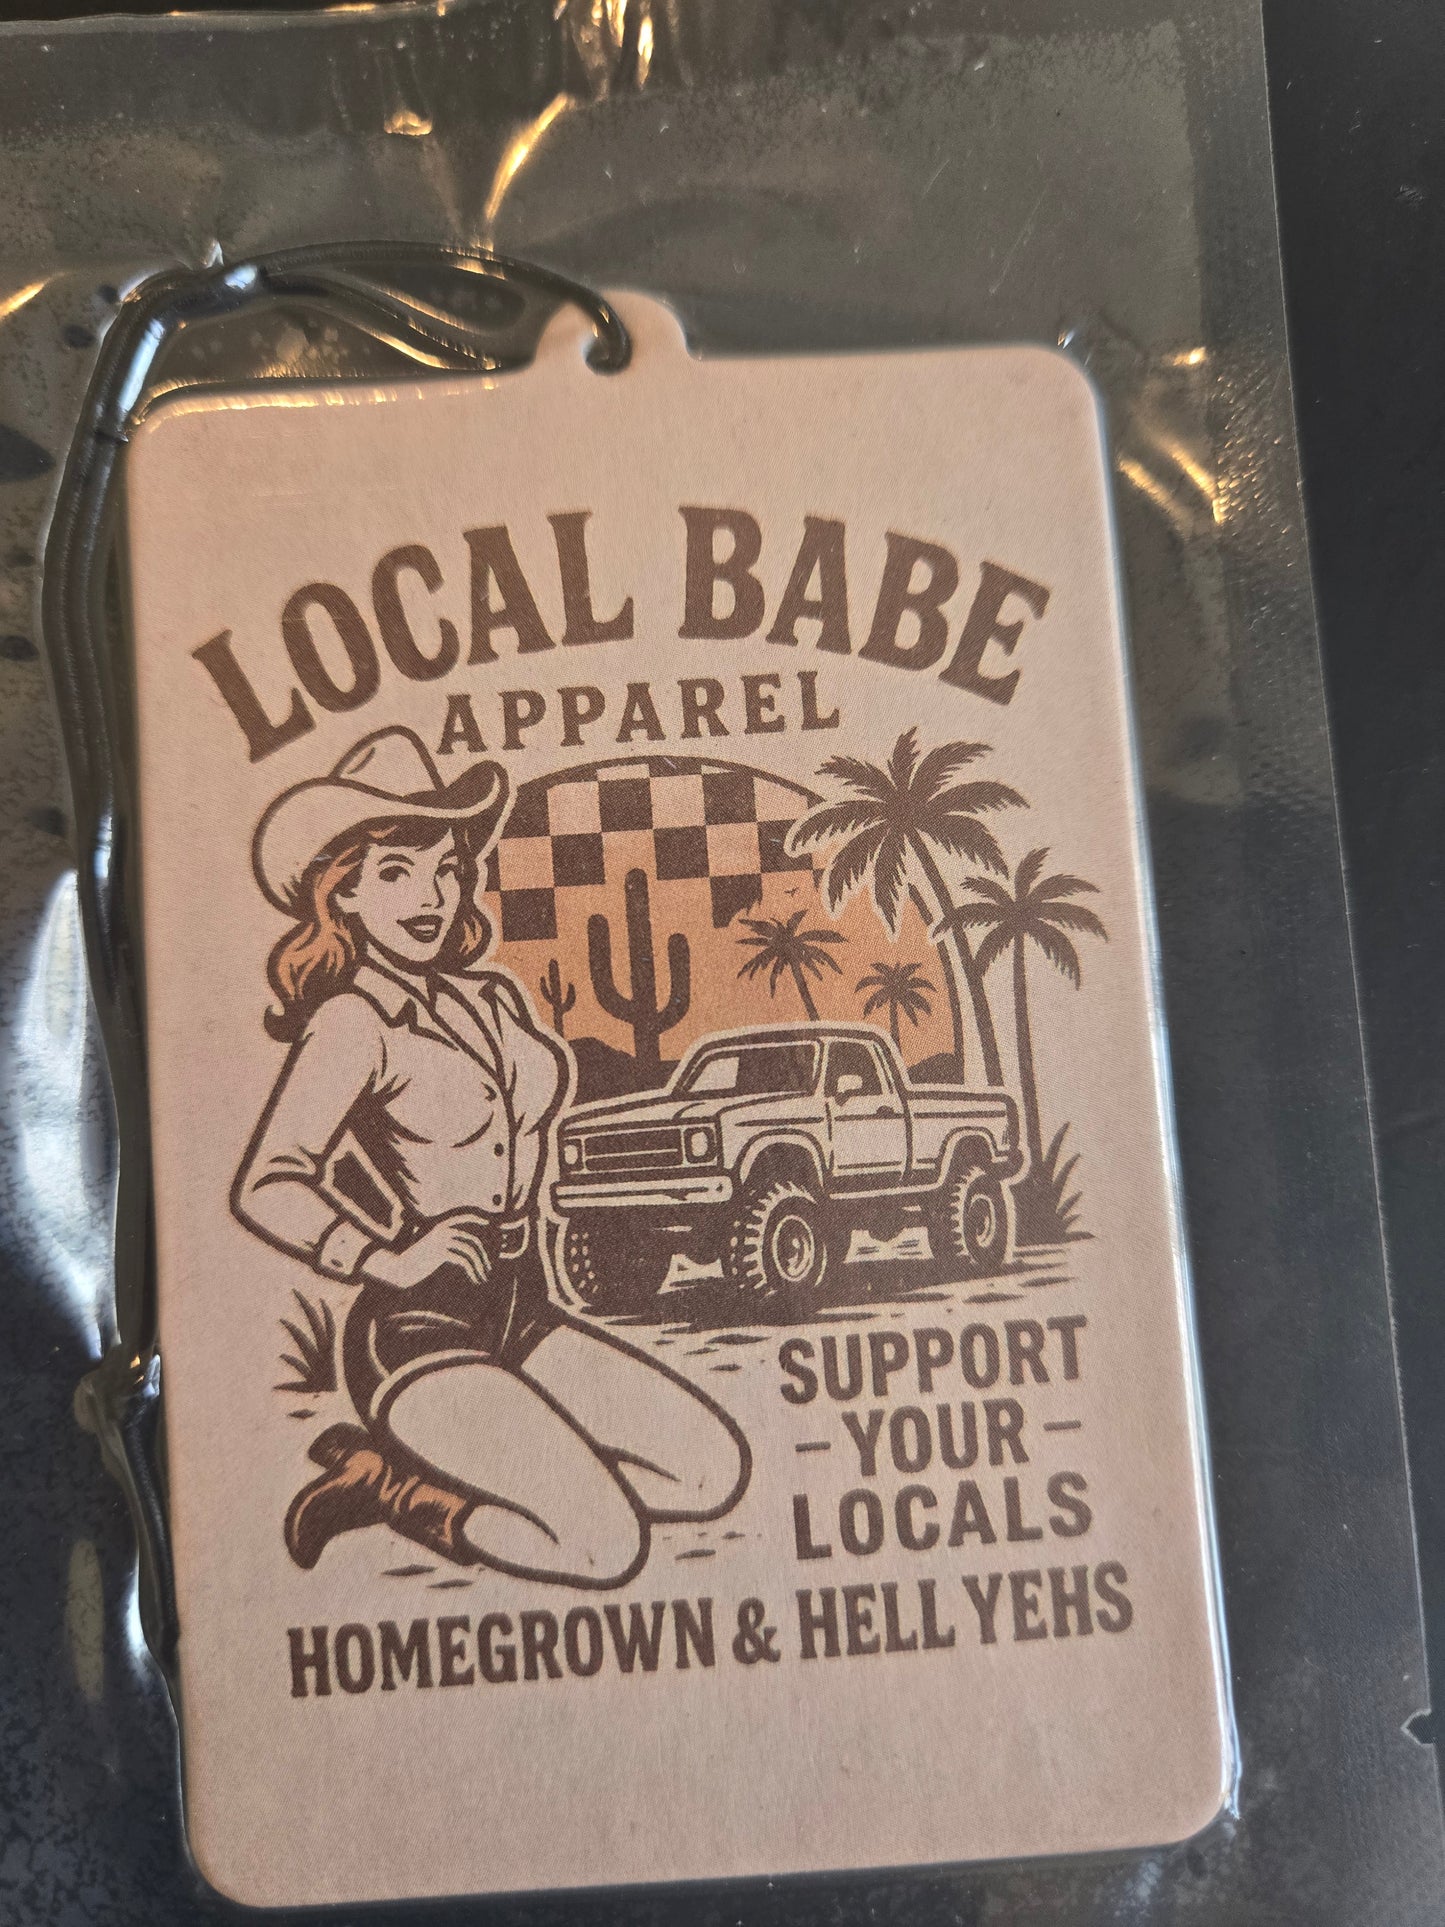 LOCAL BABE
APPAREL
SUPPORT
-YOUR-
LOCALS
HOMEGROWN & HELL YEHS